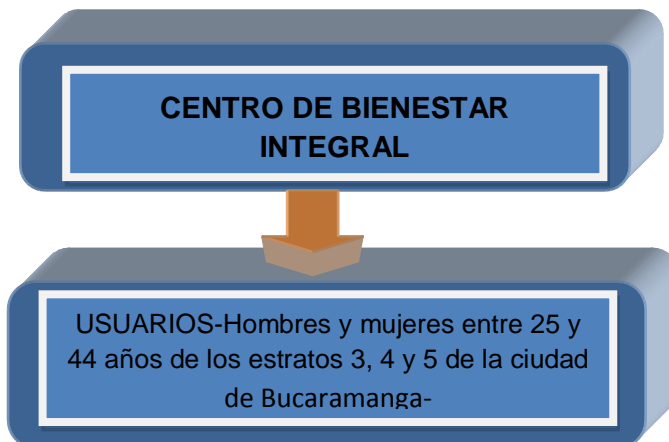 CENTRO DE BIENESTAR
INTEGRAL
USUARIOS-Hombres y mujeres entre 25 y
44 años de los estratos 3, 4 y 5 de la ciudad
de Bucaramanga-